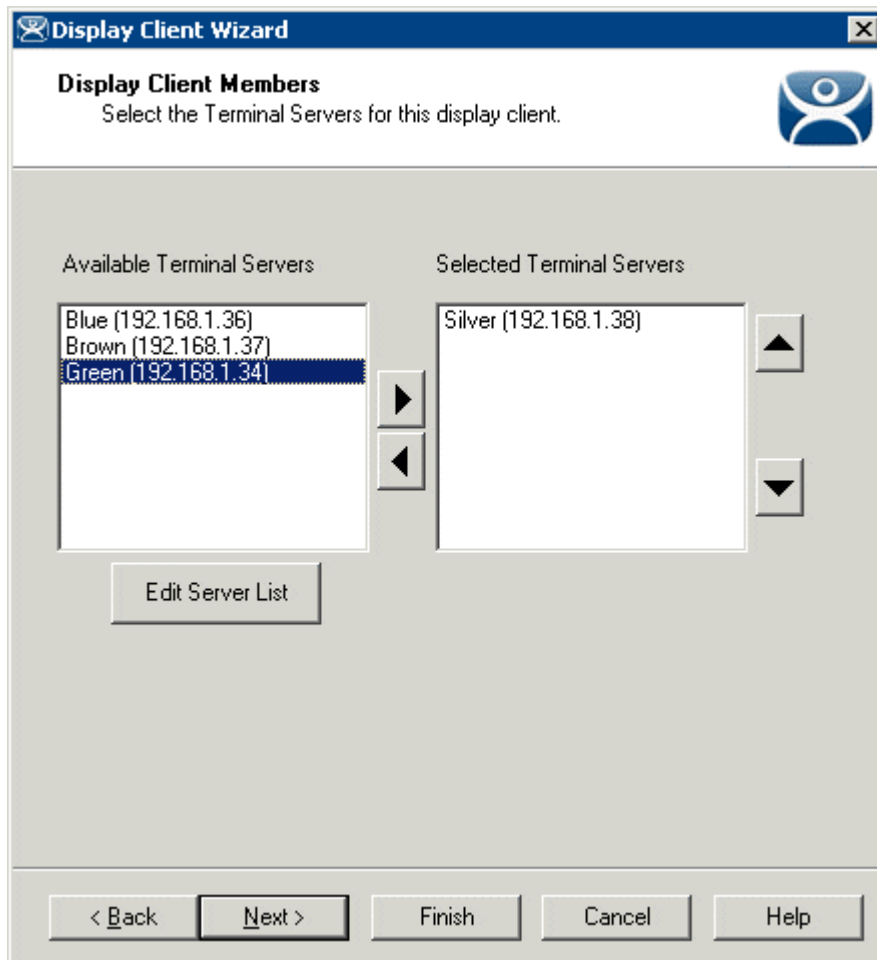 Display Client Wizard
Display Client Members
Select the Terminal Servers for this display client.
Available Terminal Servers
Selected Terminal Servers
Blue (192.168.1.36)
Brown (192.168.1.37)
Green (192.168.1.34)
Silver (192.168.1.38)
Edit Server List
< Back
Next >
Finish
Cancel
Help